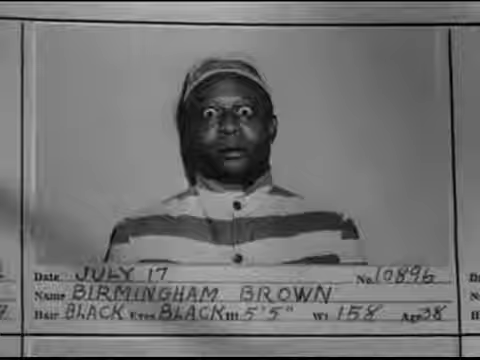 Date JULY 17 No. 10896
Name BIRMINGHAM BROWN
Hair BLACK Eyes BLACK Ht 5'5" Wt 158 Age 38